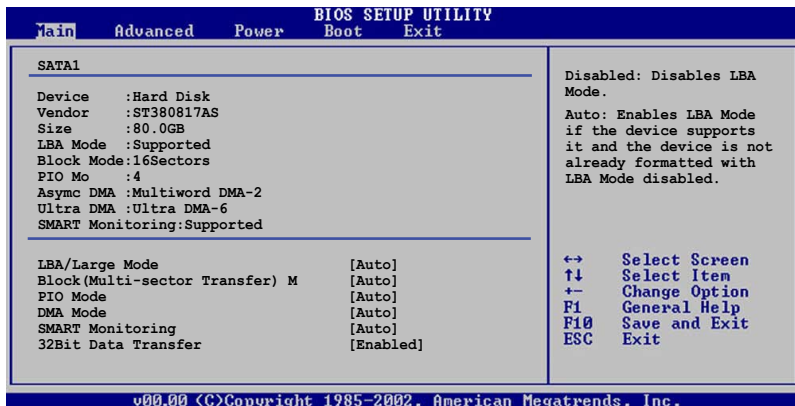 BIOS SETUP UTILITY
Main Advanced Power Boot Exit
SATA1
Device :Hard Disk
Vendor :ST380817AS
Size :80.0GB
LBA Mode :Supported
Block Mode:16Sectors
PIO Mo :4
Asymc DMA :Multiword DMA-2
Ultra DMA :Ultra DMA-6
SMART Monitoring:Supported
LBA/Large Mode [Auto]
Block(Multi-sector Transfer) M [Auto]
PIO Mode [Auto]
DMA Mode [Auto]
SMART Monitoring [Auto]
32Bit Data Transfer [Enabled]
Disabled: Disables LBA
Mode.
Auto: Enables LBA Mode
if the device supports
it and the device is not
already formatted with
LBA Mode disabled.
↔ Select Screen
↑↓ Select Item
+- Change Option
F1 General Help
F10 Save and Exit
ESC Exit
v00.00 (C)Copyright 1985-2002, American Megatrends, Inc.